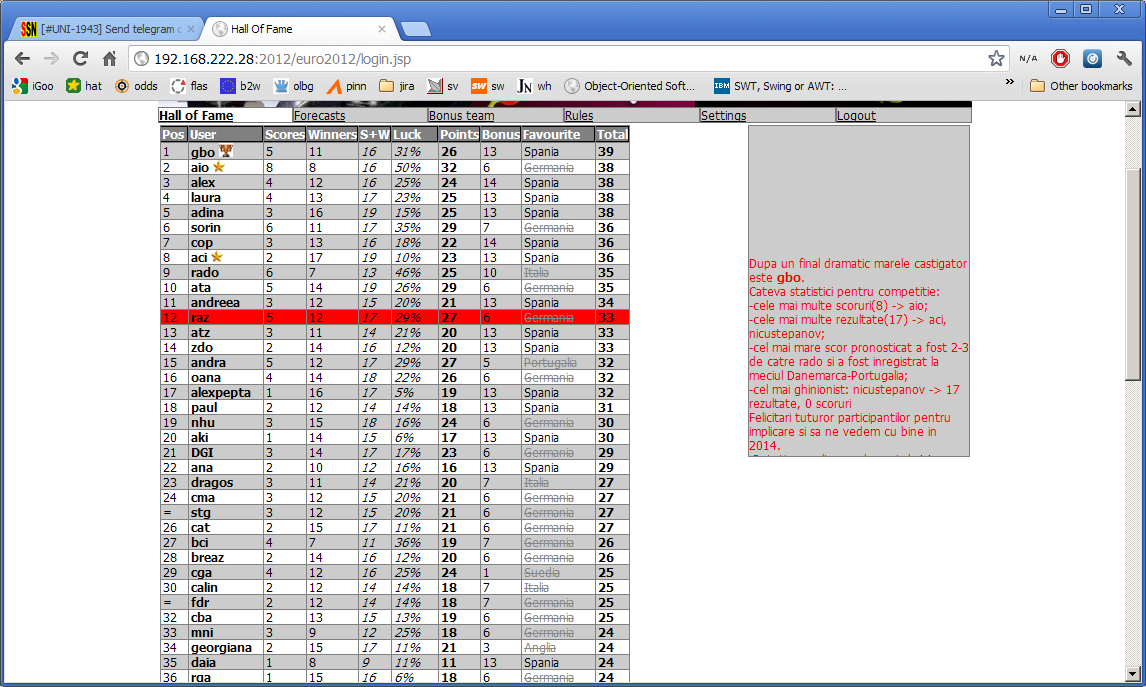 [#UNI-1943] Send telegram
Hall Of Fame
192.168.222.28:2012/euro2012/login.jsp
N/A
iGoo hat odds flas b2w olbg pinn jira sv sw wh Object-Oriented Soft... SWT, Swing or AWT: ... » Other bookmarks
Hall of Fame Forecasts Bonus team Rules Settings Logout
Pos User Scores Winners S+W Luck Points Bonus Favourite Total
1 gbo 5 11 16 31% 26 13 Spania 39
2 aio 8 8 16 50% 32 6 Germania 38
3 alex 4 12 16 25% 24 14 Spania 38
4 laura 4 13 17 23% 25 13 Spania 38
5 adina 3 16 19 15% 25 13 Spania 38
6 sorin 6 11 17 35% 29 7 Germania 36
7 cop 3 13 16 18% 22 14 Spania 36
8 aci 2 17 19 10% 23 13 Spania 36
9 rado 6 7 13 46% 25 10 Italia 35
10 ata 5 14 19 26% 29 6 Germania 35
11 andreea 3 12 15 20% 21 13 Spania 34
12 raz 5 12 17 29% 27 6 Germania 33
13 atz 3 11 14 21% 20 13 Spania 33
14 zdo 2 14 16 12% 20 13 Spania 33
15 andra 5 12 17 29% 27 5 Portugalia 32
16 oana 4 14 18 22% 26 6 Germania 32
17 alexpepta 1 16 17 5% 19 13 Spania 32
18 paul 2 12 14 14% 18 13 Spania 31
19 nhu 3 15 18 16% 24 6 Germania 30
20 aki 1 14 15 6% 17 13 Spania 30
21 DGI 3 14 17 17% 23 6 Germania 29
22 ana 2 10 12 16% 16 13 Spania 29
23 dragos 3 11 14 21% 20 7 Italia 27
24 cma 3 12 15 20% 21 6 Germania 27
= stg 3 12 15 20% 21 6 Germania 27
26 cat 2 15 17 11% 21 6 Germania 27
27 bci 4 7 11 36% 19 7 Germania 26
28 breaz 2 14 16 12% 20 6 Germania 26
29 cga 4 12 16 25% 24 1 Suedia 25
30 calin 2 12 14 14% 18 7 Italia 25
= fdr 2 12 14 14% 18 7 Germania 25
32 cba 2 13 15 13% 19 6 Germania 25
33 mni 3 9 12 25% 18 6 Germania 24
34 georgiana 2 15 17 11% 21 3 Anglia 24
35 daia 1 8 9 11% 11 13 Spania 24
36 rga 1 15 16 6% 18 6 Germania 24
Dupa un final dramatic marele castigator
este gbo.
Cateva statistici pentru competitie:
-cele mai multe scoruri(8) -> aio;
-cele mai multe rezultate(17) -> aci,
nicustepanov;
-cel mai mare scor pronosticat a fost 2-3
de catre rado si a fost inregistrat la
meciul Danemarca-Portugalia;
-cel mai ghinionist: nicustepanov -> 17
rezultate, 0 scoruri
Felicitari tuturor participantilor pentru
implicare si sa ne vedem cu bine in
2014.